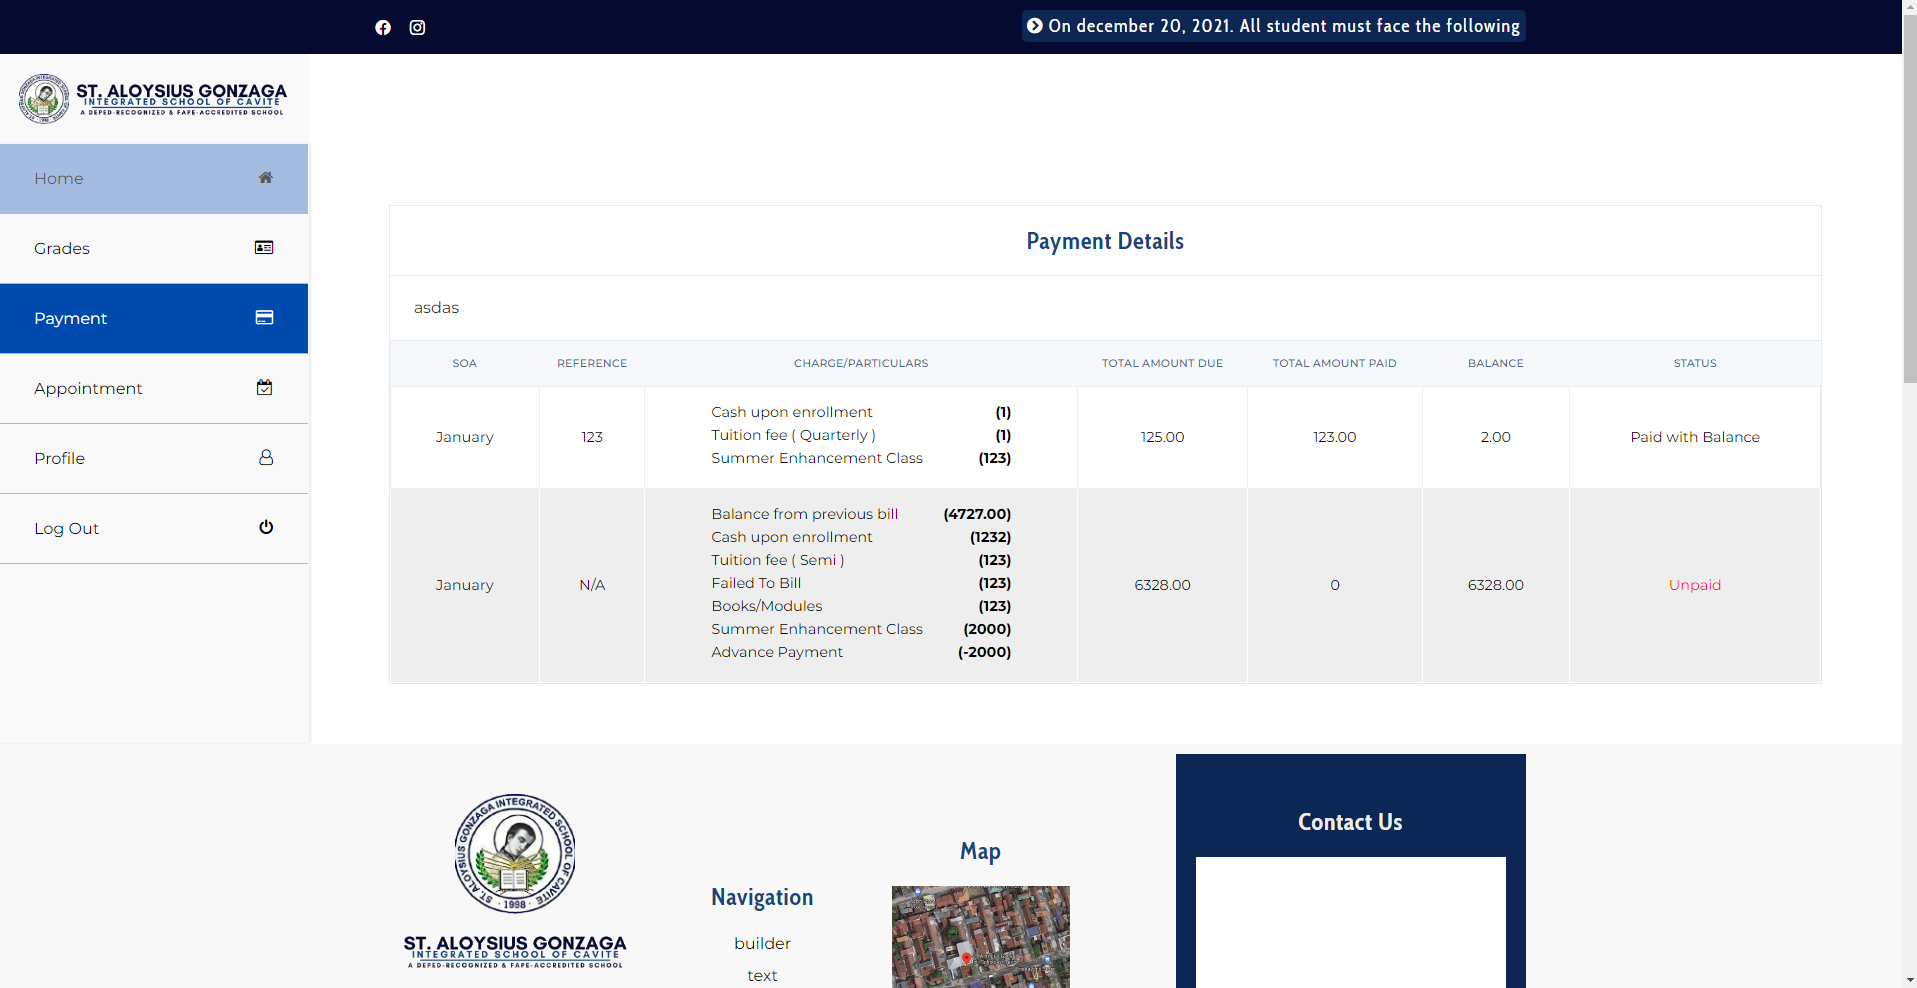 On december 20, 2021. All student must face the following
ST. ALOYSIUS GONZAGA
INTEGRATED SCHOOL OF CAVITE
A DEPED-RECOGNIZED & FAPE-ACCREDITED SCHOOL
Home
Grades
Payment
Appointment
Profile
Log Out
Payment Details
asdas
SOA REFERENCE CHARGE/PARTICULARS TOTAL AMOUNT DUE TOTAL AMOUNT PAID BALANCE STATUS
Cash upon enrollment (1)
Tuition fee ( Quarterly ) (1)
Summer Enhancement Class (123)
January 123 125.00 123.00 2.00 Paid with Balance
Balance from previous bill (4727.00)
Cash upon enrollment (1232)
Tuition fee ( Semi ) (123)
Failed To Bill (123)
Books/Modules (123)
Summer Enhancement Class (2000)
Advance Payment (-2000)
January N/A 6328.00 0 6328.00 Unpaid
ST. ALOYSIUS GONZAGA INTEGRATED SCHOOL OF CAVITE
· 1998 ·
ST. ALOYSIUS GONZAGA
INTEGRATED SCHOOL OF CAVITE
A DEPED-RECOGNIZED & FAPE-ACCREDITED SCHOOL
Navigation
builder
text
Map
Contact Us